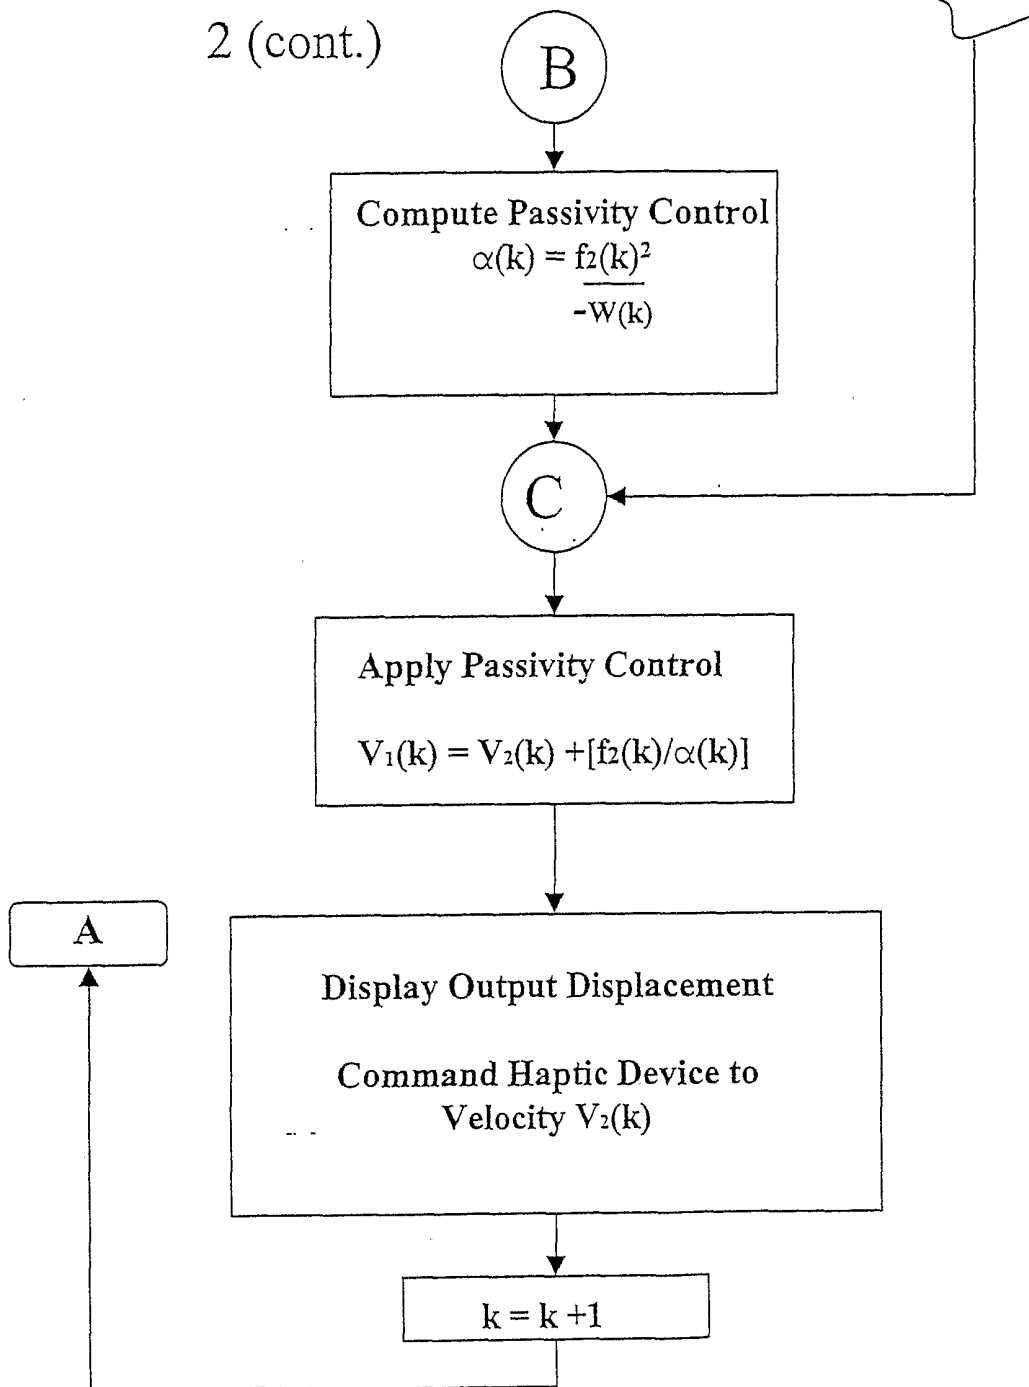 2 (cont.)
B
Compute Passivity Control
α(k) = f₂(k)²
-W(k)
C
Apply Passivity Control
V₁(k) = V₂(k) +[f₂(k)/α(k)]
A
Display Output Displacement
Command Haptic Device to
Velocity V₂(k)
k = k +1